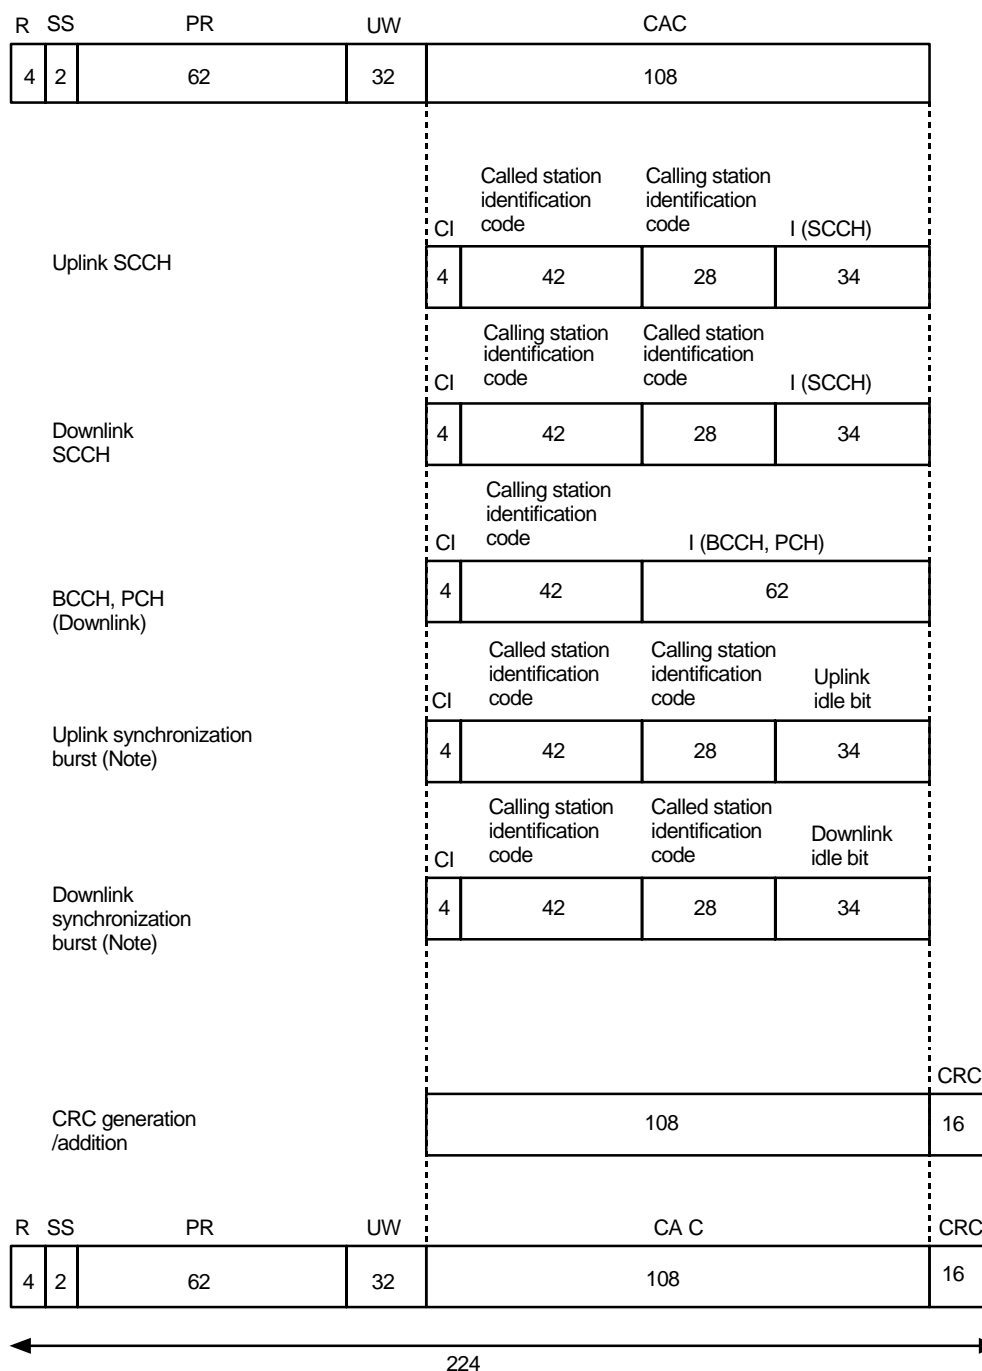 R SS PR UW CAC
4 2 62 32 108
Called station identification code
Calling station identification code
CI
I (SCCH)
Uplink SCCH
4 42 28 34
Calling station identification code
Called station identification code
CI
I (SCCH)
Downlink
SCCH
4 42 28 34
Calling station identification code
CI
I (BCCH, PCH)
BCCH, PCH
(Downlink)
4 42 62
Called station identification code
Calling station identification code
Uplink idle bit
CI
Uplink synchronization
burst (Note)
4 42 28 34
Calling station identification code
Called station identification code
Downlink idle bit
CI
Downlink
synchronization
burst (Note)
4 42 28 34
CRC
CRC generation
/addition
108 16
R SS PR UW CA C CRC
4 2 62 32 108 16
224